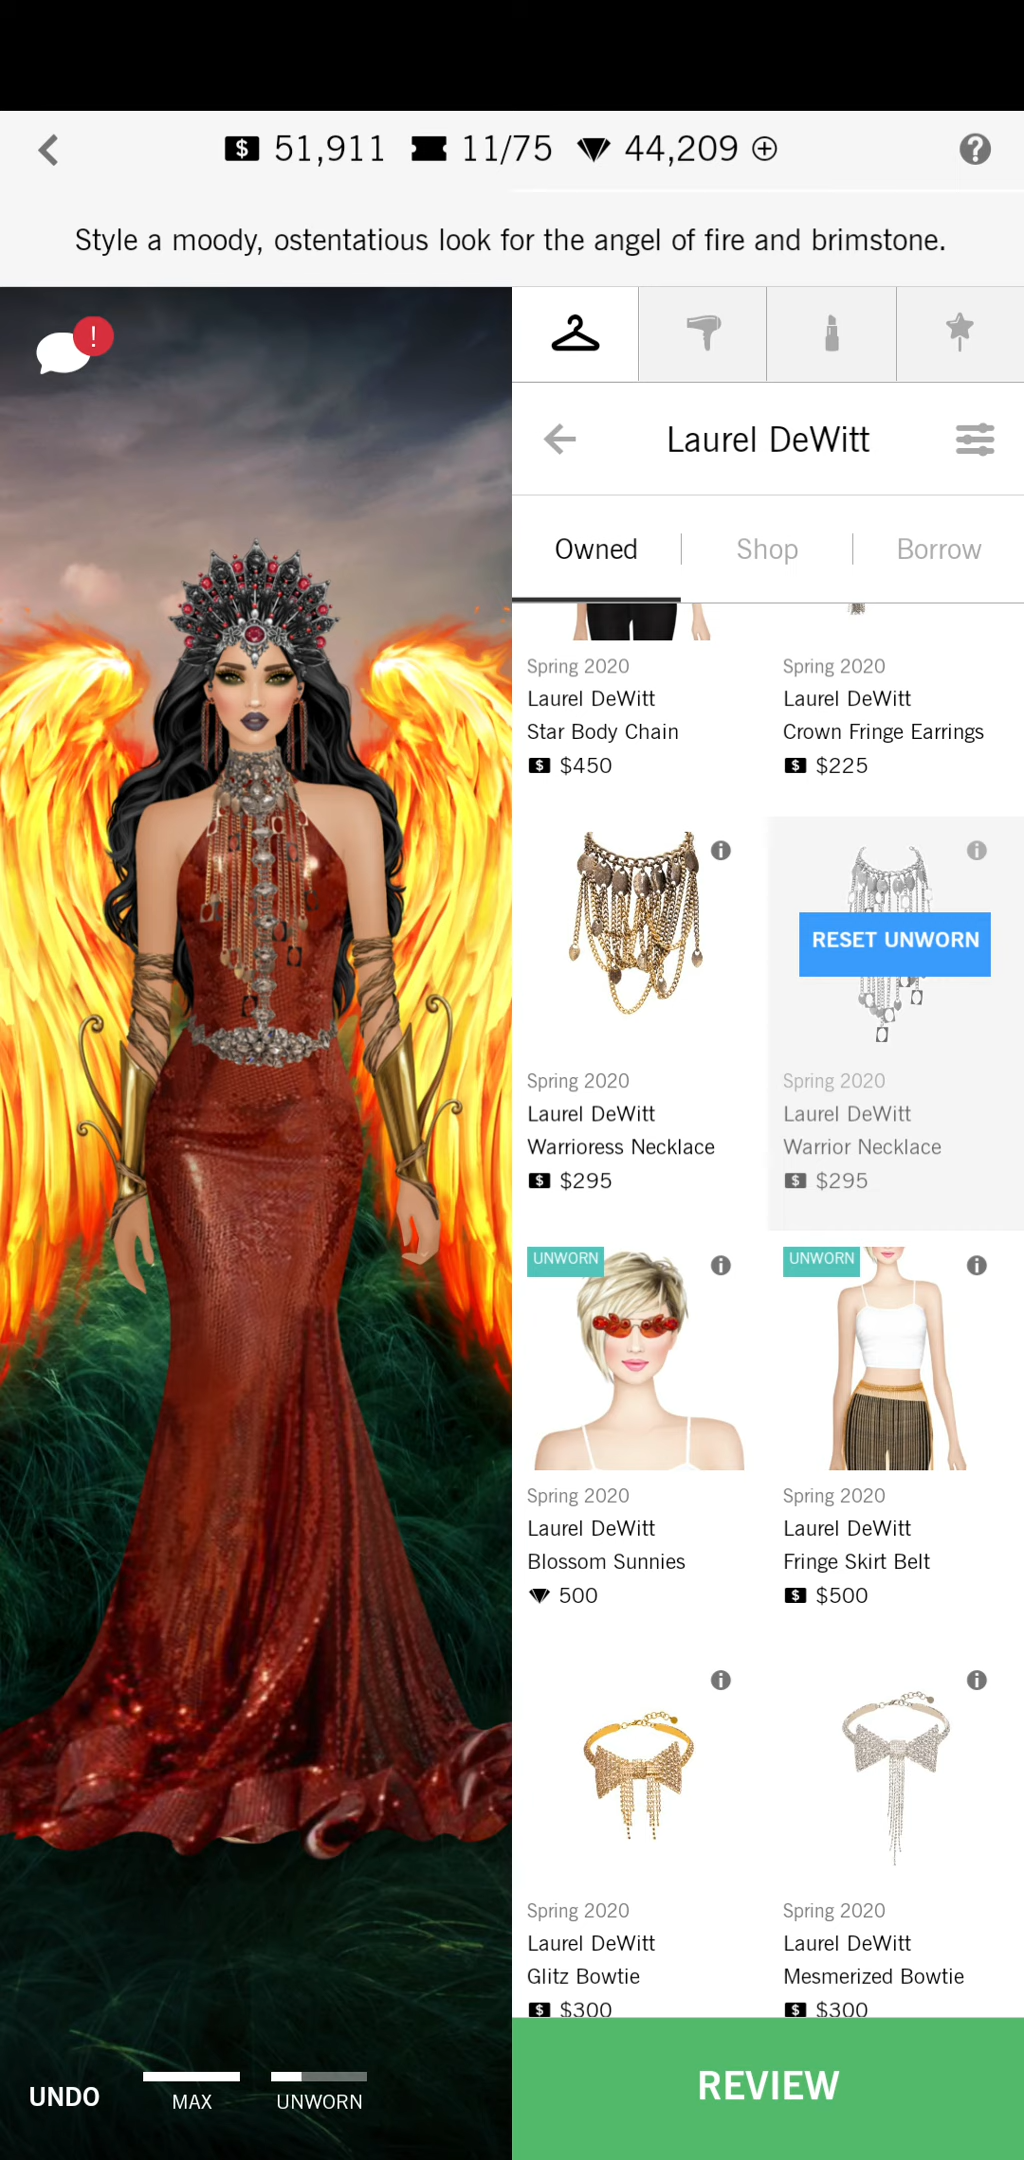 51,911 11/75 44,209
Style a moody, ostentatious look for the angel of fire and brimstone.
!
Laurel DeWitt
Owned Shop Borrow
Spring 2020
Laurel DeWitt
Star Body Chain
$450
Spring 2020
Laurel DeWitt
Crown Fringe Earrings
$225
Spring 2020
Laurel DeWitt
Warrioress Necklace
$295
RESET UNWORN
Spring 2020
Laurel DeWitt
Warrior Necklace
$295
UNWORN
Spring 2020
Laurel DeWitt
Blossom Sunnies
500
UNWORN
Spring 2020
Laurel DeWitt
Fringe Skirt Belt
$500
Spring 2020
Laurel DeWitt
Glitz Bowtie
$300
Spring 2020
Laurel DeWitt
Mesmerized Bowtie
$300
UNDO
MAX
UNWORN
REVIEW